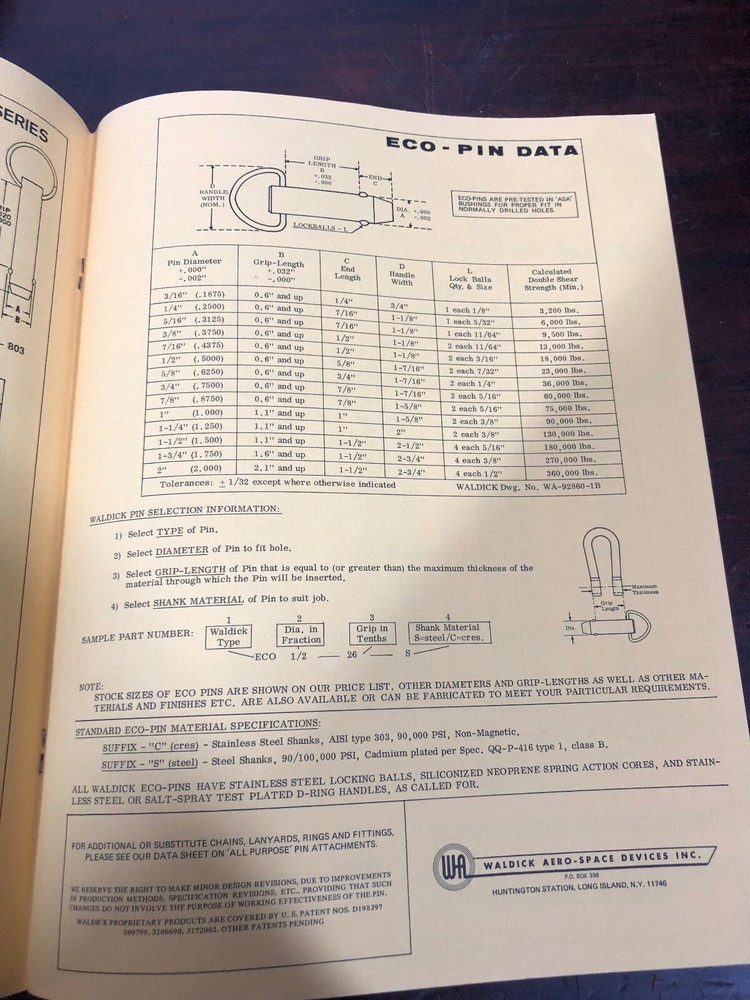 SERIES
A
B
- 803
ECO-PIN DATA
GRIP
LENGTH
B
+.032
-.000
END
C
D
HANDLE
WIDTH
(NOM.)
DIA.
A
+.000
-.002
LOCKBALLS - L
ECO-PINS ARE PRE-TESTED IN 'ASA'
BUSHINGS FOR PROPER FIT IN
NORMALLY DRILLED HOLES.
A Pin Diameter +.000" -.002" B Grip-Length +.032" -.000" C End Length D Handle Width L Lock Balls Qty. & Size Calculated Double Shear Strength (Min.)
3/16" (.1875) 0.6" and up 1/4" 3/4" 1 each 1/8" 3,200 lbs.
1/4" (.2500) 0.6" and up 7/16" 1-1/8" 1 each 5/32" 6,000 lbs.
5/16" (.3125) 0.6" and up 7/16" 1-1/8" 1 each 11/64" 9,500 lbs.
3/8" (.3750) 0.6" and up 1/2" 1-1/8" 2 each 11/64" 13,000 lbs.
7/16" (.4375) 0.6" and up 1/2" 1-1/8" 2 each 3/16" 18,000 lbs.
1/2" (.5000) 0.6" and up 5/8" 1-7/16" 2 each 7/32" 23,000 lbs.
5/8" (.6250) 0.6" and up 3/4" 1-7/16" 2 each 1/4" 36,000 lbs.
3/4" (.7500) 0.6" and up 7/8" 1-7/16" 2 each 5/16" 60,000 lbs.
7/8" (.8750) 0.6" and up 7/8" 1-5/8" 2 each 5/16" 75,000 lbs.
1" (1.000) 1.1" and up 1" 1-5/8" 2 each 3/8" 90,000 lbs.
1-1/4" (1.250) 1.1" and up 1" 2" 2 each 3/8" 130,000 lbs.
1-1/2" (1.500) 1.1" and up 1-1/2" 2-1/2" 4 each 5/16" 180,000 lbs.
1-3/4" (1.750) 1.6" and up 1-1/2" 2-3/4" 4 each 3/8" 270,000 lbs.
2" (2.000) 2.1" and up 1-1/2" 2-3/4" 4 each 1/2" 360,000 lbs.
Tolerances: ± 1/32 except where otherwise indicated WALDICK Dwg. No. WA-92860-1B
WALDICK PIN SELECTION INFORMATION:
1) Select TYPE of Pin.
2) Select DIAMETER of Pin to fit hole.
3) Select GRIP-LENGTH of Pin that is equal to (or greater than) the maximum thickness of the
material through which the Pin will be inserted.
4) Select SHANK MATERIAL of Pin to suit job.
Maximum
Thickness
Grip
Length
Dia.
1 2 3 4
SAMPLE PART NUMBER: Waldick Type Dia. in Fraction Grip in Tenths Shank Material S=steel/C=cres.
ECO 1/2 — 26 S
NOTE:
STOCK SIZES OF ECO PINS ARE SHOWN ON OUR PRICE LIST. OTHER DIAMETERS AND GRIP-LENGTHS AS WELL AS OTHER MA-
TERIALS AND FINISHES ETC. ARE ALSO AVAILABLE OR CAN BE FABRICATED TO MEET YOUR PARTICULAR REQUIREMENTS.
STANDARD ECO-PIN MATERIAL SPECIFICATIONS:
SUFFIX - "C" (cres) - Stainless Steel Shanks, AISI type 303, 90,000 PSI, Non-Magnetic.
SUFFIX - "S" (steel) - Steel Shanks, 90/100,000 PSI, Cadmium plated per Spec. QQ-P-416 type 1, class B.
ALL WALDICK ECO-PINS HAVE STAINLESS STEEL LOCKING BALLS, SILICONIZED NEOPRENE SPRING ACTION CORES, AND STAIN-
LESS STEEL OR SALT-SPRAY TEST PLATED D-RING HANDLES, AS CALLED FOR.
FOR ADDITIONAL OR SUBSTITUTE CHAINS, LANYARDS, RINGS AND FITTINGS,
PLEASE SEE OUR DATA SHEET ON 'ALL PURPOSE' PIN ATTACHMENTS.
WE RESERVE THE RIGHT TO MAKE MINOR DESIGN REVISIONS, DUE TO IMPROVEMENTS
IN PRODUCTION METHODS, SPECIFICATION REVISIONS, ETC., PROVIDING THAT SUCH
CHANGES DO NOT INVOLVE THE PURPOSE OF WORKING EFFECTIVENESS OF THE PIN.
WALDICK PROPRIETARY PRODUCTS ARE COVERED BY U. S. PATENT NOS. D198397
200799, 3100690, 3172002. OTHER PATENTS PENDING
WA WALDICK AERO-SPACE DEVICES INC.
P.O. BOX 398
HUNTINGTON STATION, LONG ISLAND, N.Y. 11746